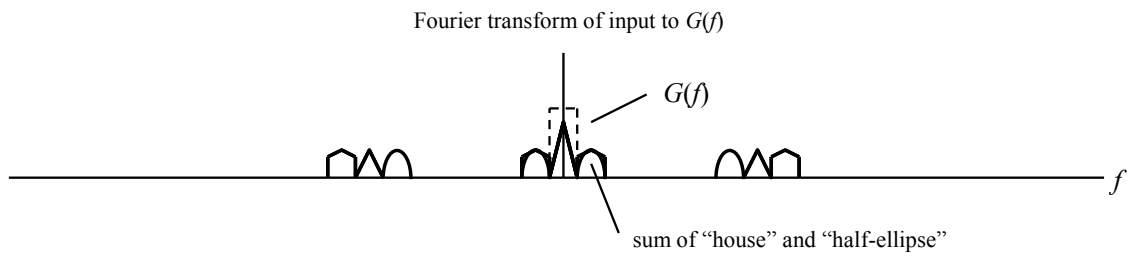 Fourier transform of input to G(f)
G(f)
f
sum of “house” and “half-ellipse”